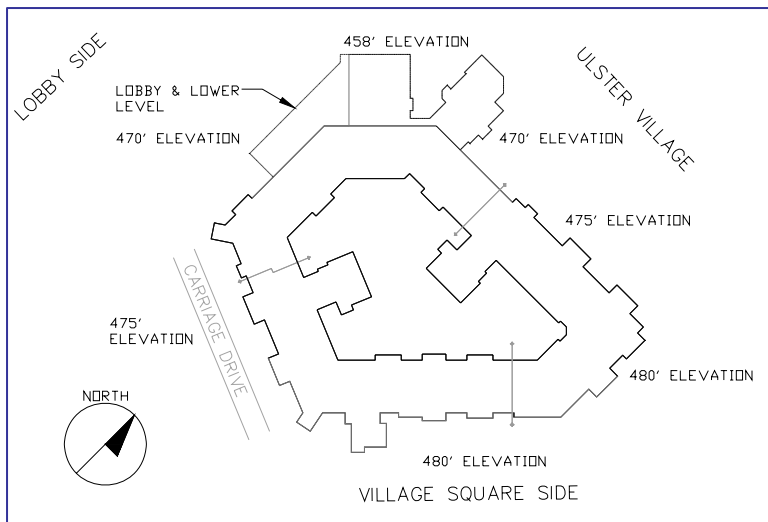 458' ELEVATION
LOBBY SIDE
ULSTER VILLAGE
LOBBY & LOWER
LEVEL
470' ELEVATION
470' ELEVATION
475' ELEVATION
CARRIAGE DRIVE
475'
ELEVATION
480' ELEVATION
NORTH
480' ELEVATION
VILLAGE SQUARE SIDE